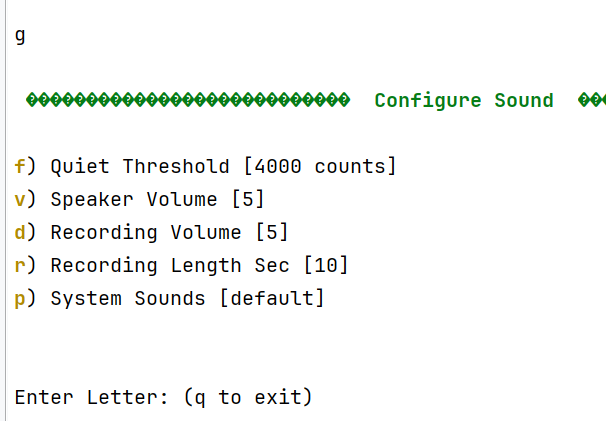 g
��������������������������� Configure Sound ���
f) Quiet Threshold [4000 counts]
v) Speaker Volume [5]
d) Recording Volume [5]
r) Recording Length Sec [10]
p) System Sounds [default]
Enter Letter: (q to exit)